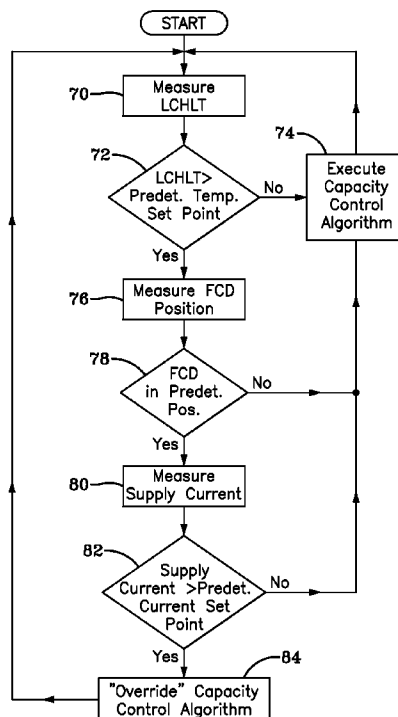 START
70
Measure
LCHLT
72
LCHLT>
Predet. Temp.
Set Point
No
74
Execute
Capacity
Control
Algorithm
Yes
76
Measure FCD
Position
78
FCD
in Predet.
Pos.
No
Yes
80
Measure
Supply Current
82
Supply
Current >Predet.
Current Set
Point
No
Yes
84
"Override" Capacity
Control Algorithm